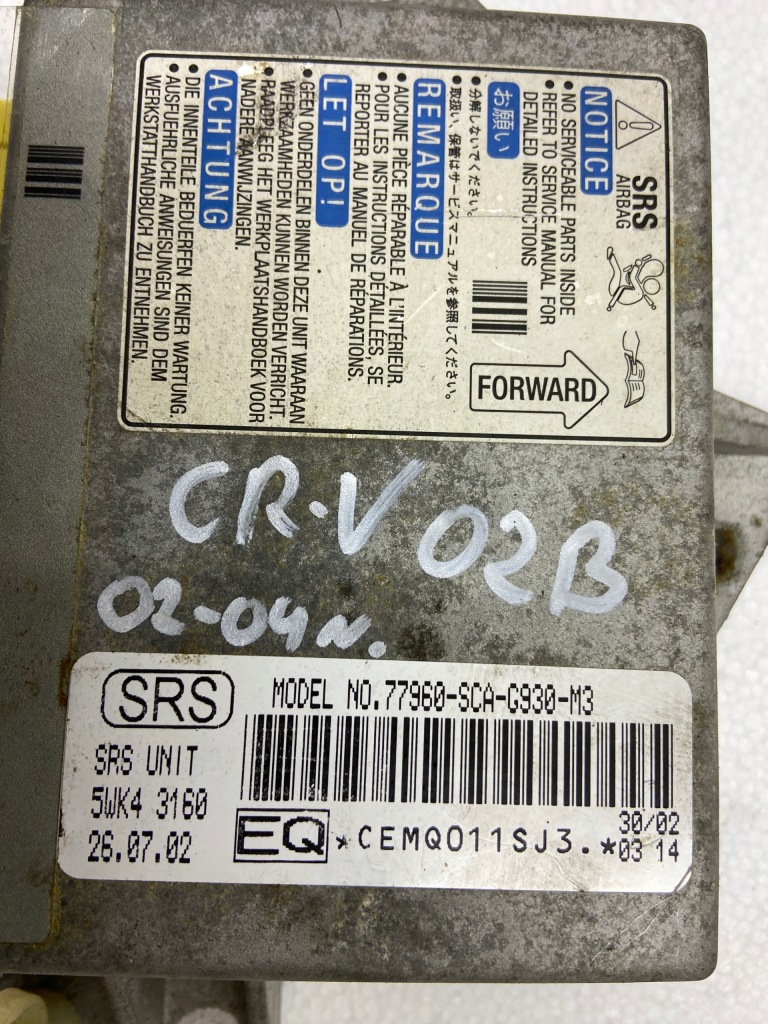 SRS
AIRBAG
NOTICE
• NO SERVICEABLE PARTS INSIDE
• REFER TO SERVICE MANUAL FOR
DETAILED INSTRUCTIONS
お願い
• 分解しないでください。
• 取扱い、保管はサービスマニュアルを参照してください。
REMARQUE
• AUCUNE PIÈCE RÉPARABLE À L'INTÉRIEUR.
• POUR LES INSTRUCTIONS DETAILLÉES, SE
REPORTER AU MANUEL DE RÉPARATIONS.
LET OP!
• GEEN ONDERDELEN BINNEN DEZE UNIT WAARAAN
WERKZAAMHEDEN KUNNEN WORDEN VERRICHT.
• RAADPLEEG HET WERKPLAATSHANDBOEK VOOR
NADERE AANWIJZINGEN.
ACHTUNG
• DIE INNENTEILE BEDUERFEN KEINER WARTUNG.
• AUSFUEHRLICHE ANWEISUNGEN SIND DEM
WERKSTATTHANDBUCH ZU ENTNEHMEN.
FORWARD
CR-V 02B
02-04 N.
SRS
MODEL NO.77960-SCA-G930-M3
SRS UNIT
5WK4 3160
26.07.02
EQ *CEMQ011SJ3.*
30/02
03 14